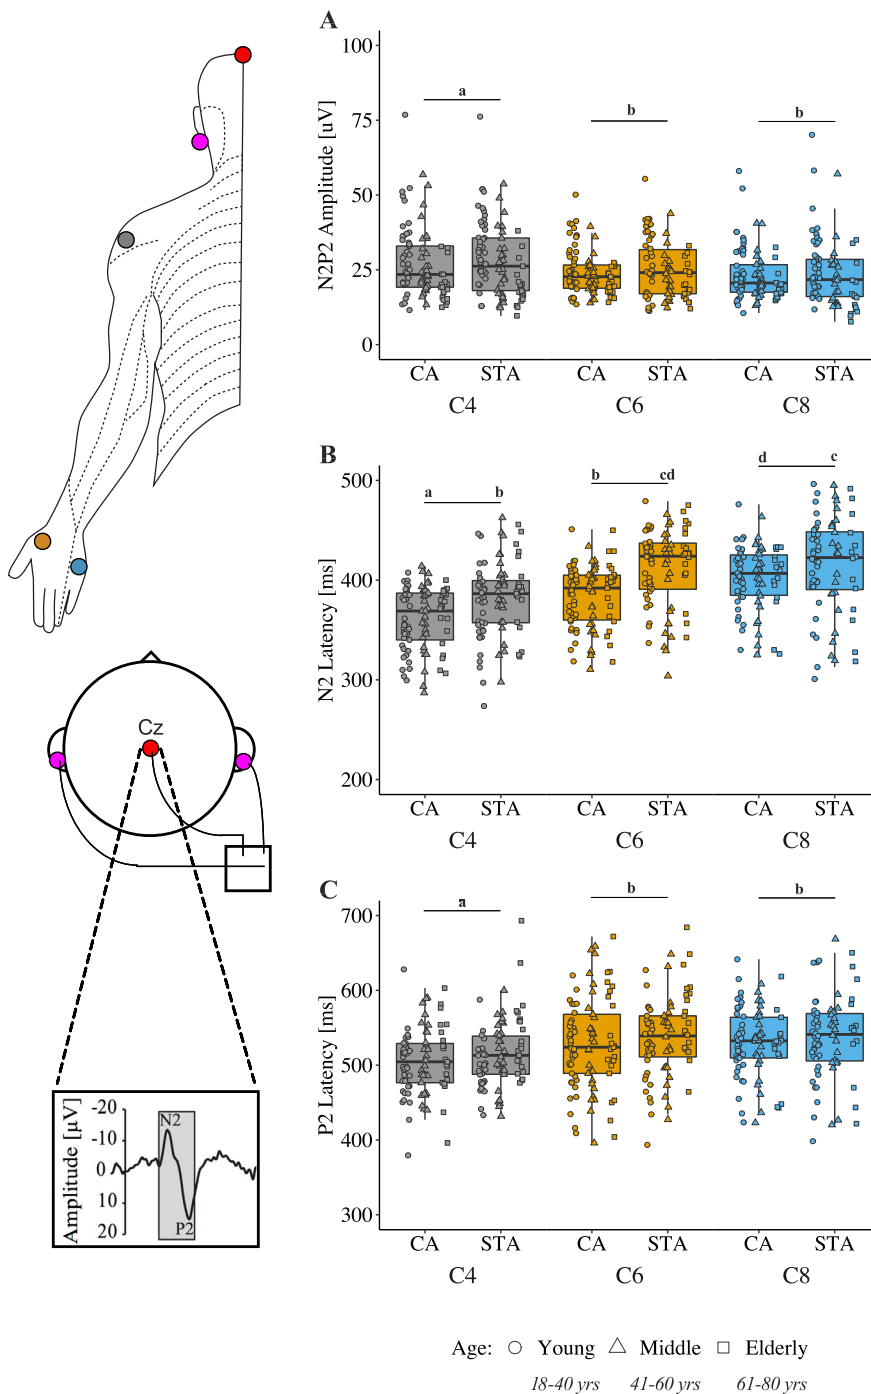 A
N2P2 Amplitude [uV]
100
75
50
25
0
a
b
b
CA STA CA STA CA STA
C4 C6 C8
B
N2 Latency [ms]
500
400
300
200
a b b cd d c
CA STA CA STA CA STA
C4 C6 C8
Cz
C
P2 Latency [ms]
700
600
500
400
300
a b b
CA STA CA STA CA STA
C4 C6 C8
Amplitude [µV]
-20
-10
0
10
20
N2
P2
Age: Young Middle Elderly
18-40 yrs 41-60 yrs 61-80 yrs